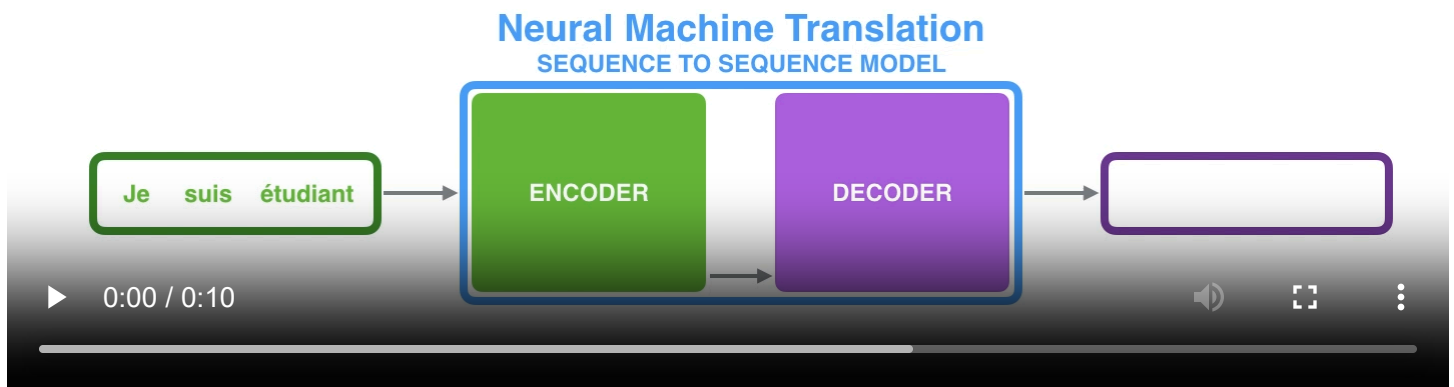 Neural Machine Translation
SEQUENCE TO SEQUENCE MODEL
Je suis étudiant
ENCODER
DECODER
0:00 / 0:10